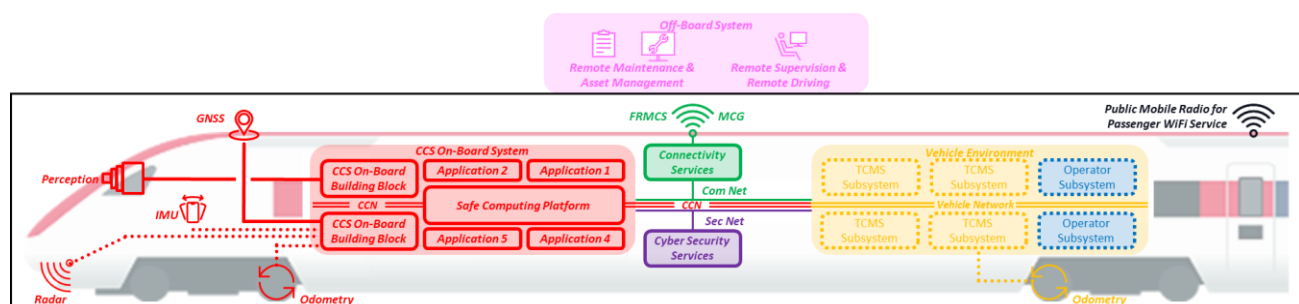 Off-Board System
Remote Maintenance &
Asset Management
Remote Supervision &
Remote Driving
GNSS
FRMCS
MCG
Public Mobile Radio for
Passenger WiFi Service
CCS On-Board System
Connectivity
Services
Vehicle Environment
Perception
CCS On-Board
Building Block
Application 2
Application 1
TCMS
Subsystem
TCMS
Subsystem
Operator
Subsystem
Com Net
IMU
CCN
Safe Computing Platform
CCN
Vehicle Network
Sec Net
CCS On-Board
Building Block
Application 5
Application 4
Cyber Security
Services
TCMS
Subsystem
TCMS
Subsystem
Operator
Subsystem
Radar
Odometry
Odometry